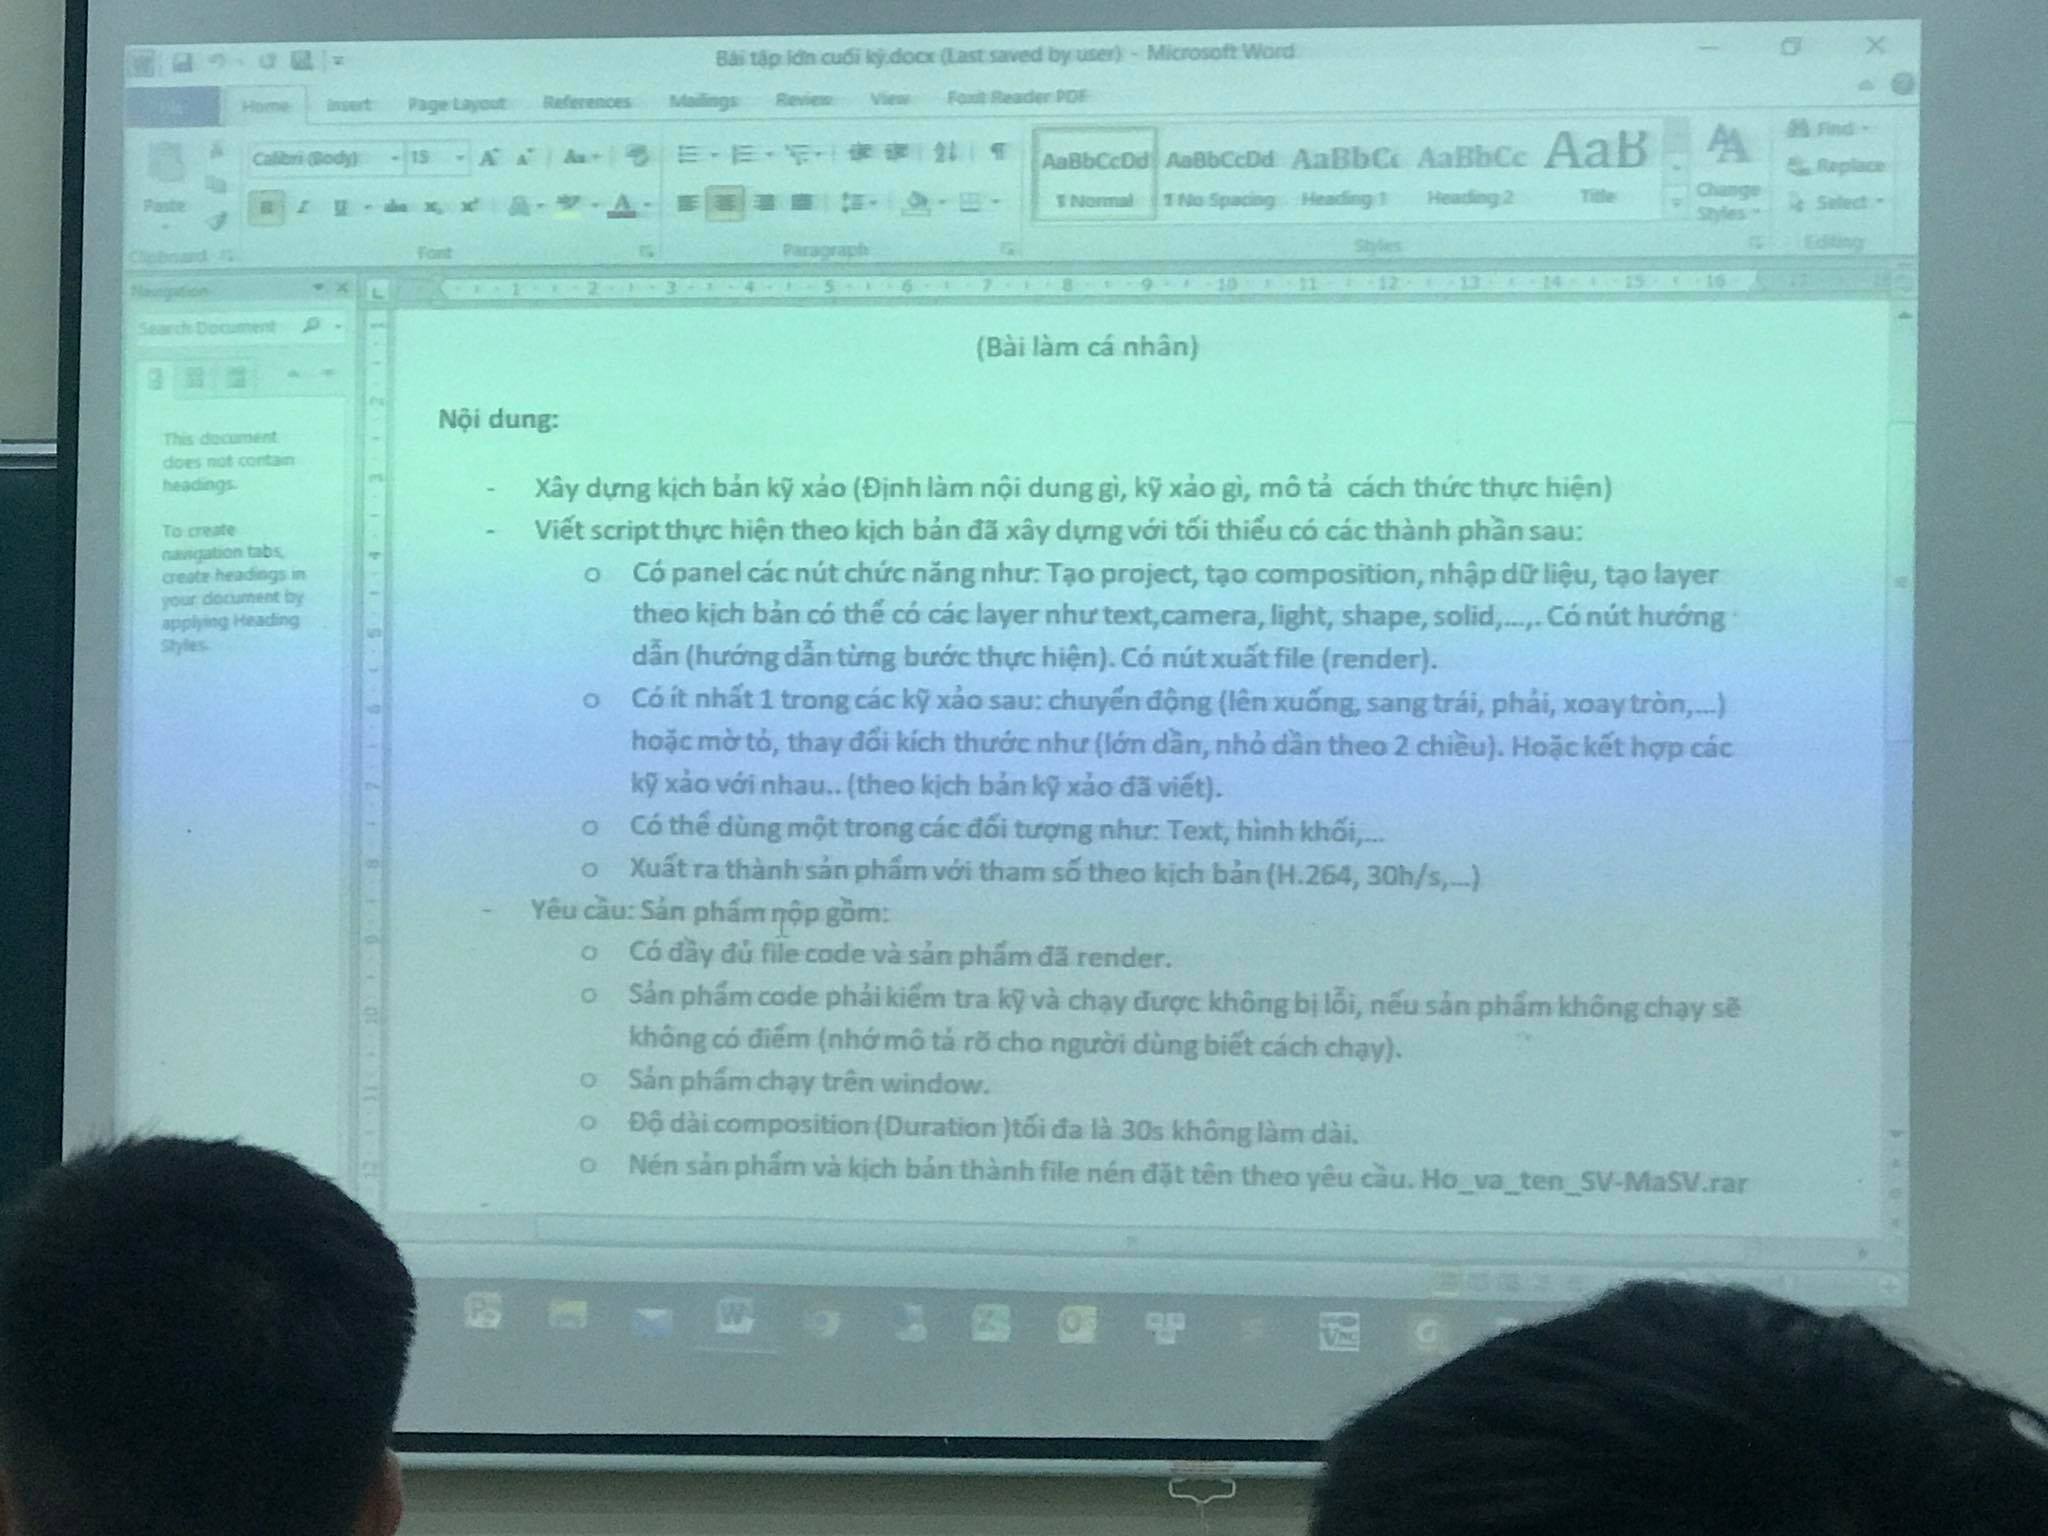 Bài tập lớn cuối kỳ.docx (Last saved by user) - Microsoft Word
Home Insert Page Layout References Mailings Review View Foxit Reader PDF
Calibri (Body) 15
Paste
AaBbCcDd AaBbCcDd AaBbCc AaBbCc AaB
¶ Normal ¶ No Spacing Heading 1 Heading 2 Title
Change Styles
Find
Replace
Select
Clipboard Font Paragraph Styles Editing
Navigation
Search Document
This document
does not contain
headings.
To create
navigation tabs,
create headings in
your document by
applying Heading
Styles.
1 2 3 4 5 6 7 8 9 10 11 12 13 14 15 16
(Bài làm cá nhân)
Nội dung:
- Xây dựng kịch bản kỹ xảo (Định làm nội dung gì, kỹ xảo gì, mô tả cách thức thực hiện)
- Viết script thực hiện theo kịch bản đã xây dựng với tối thiểu có các thành phần sau:
o Có panel các nút chức năng như: Tạo project, tạo composition, nhập dữ liệu, tạo layer
theo kịch bản có thể có các layer như text,camera, light, shape, solid,...,. Có nút hướng
dẫn (hướng dẫn từng bước thực hiện). Có nút xuất file (render).
o Có ít nhất 1 trong các kỹ xảo sau: chuyển động (lên xuống, sang trái, phải, xoay tròn,...)
hoặc mờ tỏ, thay đổi kích thước như (lớn dần, nhỏ dần theo 2 chiều). Hoặc kết hợp các
kỹ xảo với nhau.. (theo kịch bản kỹ xảo đã viết).
o Có thể dùng một trong các đối tượng như: Text, hình khối,...
o Xuất ra thành sản phẩm với tham số theo kịch bản (H.264, 30h/s,...)
- Yêu cầu: Sản phẩm nộp gồm:
o Có đầy đủ file code và sản phẩm đã render.
o Sản phẩm code phải kiểm tra kỹ và chạy được không bị lỗi, nếu sản phẩm không chạy sẽ
không có điểm (nhớ mô tả rõ cho người dùng biết cách chạy).
o Sản phẩm chạy trên window.
o Độ dài composition (Duration )tối đa là 30s không làm dài.
o Nén sản phẩm và kịch bản thành file nén đặt tên theo yêu cầu. Ho_va_ten_SV-MaSV.rar